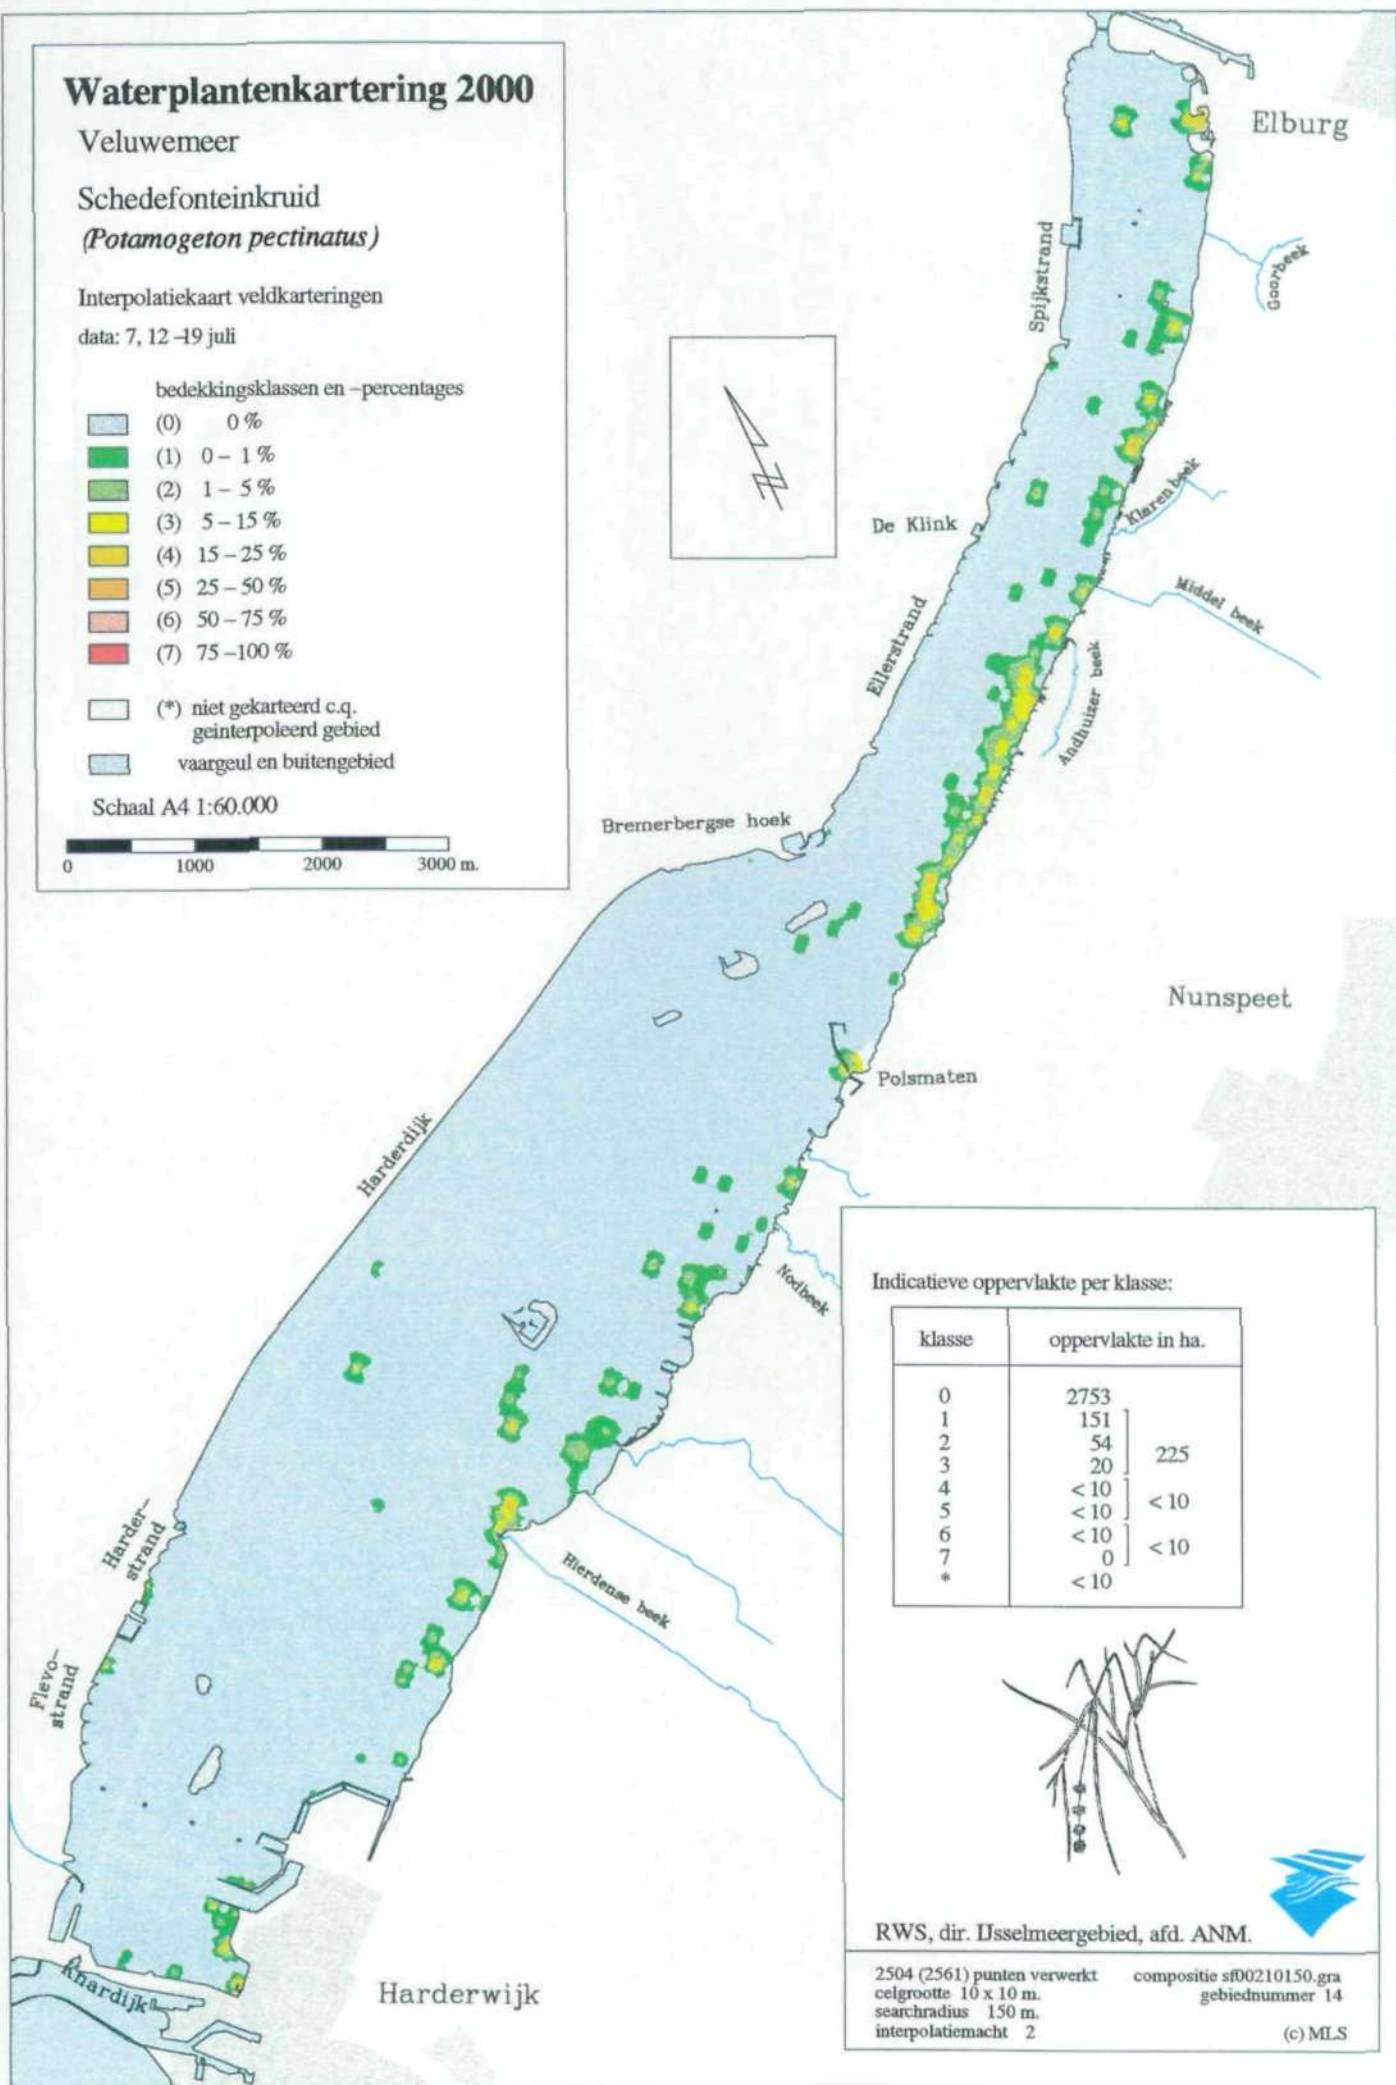 Waterplantenkartering 2000
Veluwemeer
Schedefonteinkruid
(Potamogeton pectinatus)
Interpolatiekaart veldkarteringen
data: 7, 12 –19 juli
bedekkingsklassen en –percentages
(0) 0 %
(1) 0 – 1 %
(2) 1 – 5 %
(3) 5 – 15 %
(4) 15 – 25 %
(5) 25 – 50 %
(6) 50 – 75 %
(7) 75 –100 %
(*) niet gekarteerd c.q.
geinterpoleerd gebied
vaargeul en buitengebied
Schaal A4 1:60.000
0 1000 2000 3000 m.
Elburg
Goorbeek
Spijkstrand
Klaren beek
De Klink
Middel beek
Ellerstrand
Andhuizer beek
Bremerbergse hoek
Nunspeet
Polsmaten
Harderdijk
Nodbeek
Harder–
strand
Hierdense beek
Flevo–
strand
Harderwijk
Knardijk
Indicatieve oppervlakte per klasse:
klasse oppervlakte in ha.
0 2753
1 151
2 54 225
3 20
4 < 10
5 < 10 < 10
6 < 10
7 0 < 10
* < 10
RWS, dir. IJsselmeergebied, afd. ANM.
2504 (2561) punten verwerkt compositie sf00210150.gra
celgrootte 10 x 10 m. gebiednummer 14
searchradius 150 m.
interpolatiemacht 2 (c) MLS